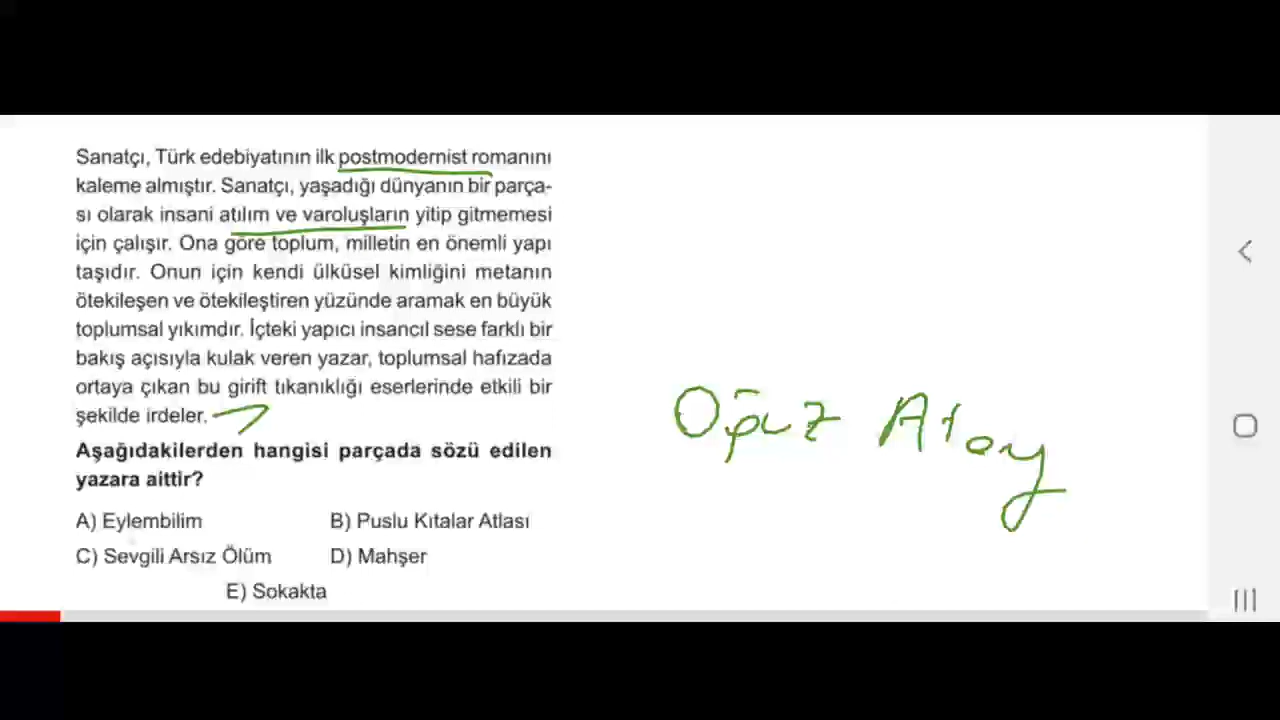 Sanatçı, Türk edebiyatının ilk postmodernist romanını
kaleme almıştır. Sanatçı, yaşadığı dünyanın bir parça-
sı olarak insani atılım ve varoluşların yitip gitmemesi
için çalışır. Ona göre toplum, milletin en önemli yapı
taşıdır. Onun için kendi ülküsel kimliğini metanın
ötekileşen ve ötekileştiren yüzünde aramak en büyük
toplumsal yıkımdır. İçteki yapıcı insancıl sese farklı bir
bakış açısıyla kulak veren yazar, toplumsal hafızada
ortaya çıkan bu girift tıkanıklığı eserlerinde etkili bir
şekilde irdeler.
Aşağıdakilerden hangisi parçada sözü edilen
yazara aittir?
A) Eylembilim
B) Puslu Kıtalar Atlası
C) Sevgili Arsız Ölüm
D) Mahşer
E) Sokakta
Oğuz Atay